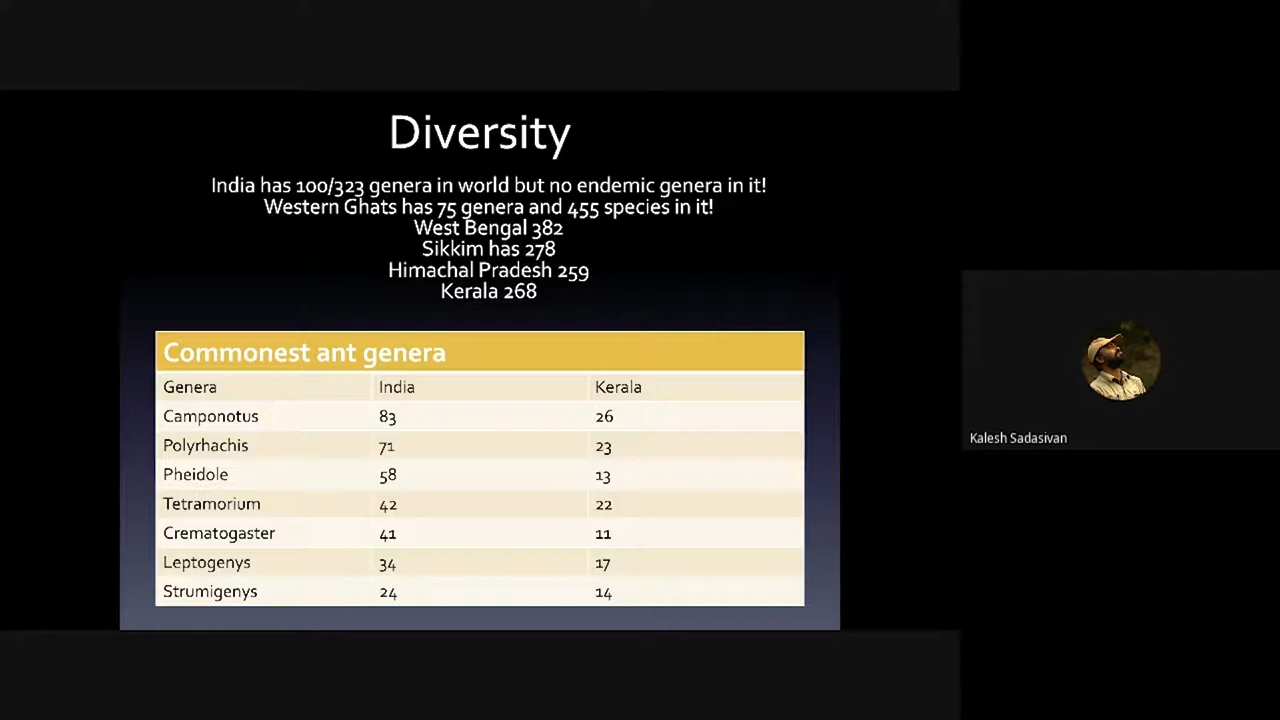 Diversity
India has 100/323 genera in world but no endemic genera in it!
Western Ghats has 75 genera and 455 species in it!
West Bengal 382
Sikkim has 278
Himachal Pradesh 259
Kerala 268
Commonest ant genera
Genera India Kerala
Camponotus 83 26
Polyrhachis 71 23
Pheidole 58 13
Tetramorium 42 22
Crematogaster 41 11
Leptogenys 34 17
Strumigenys 24 14
Kalesh Sadasivan